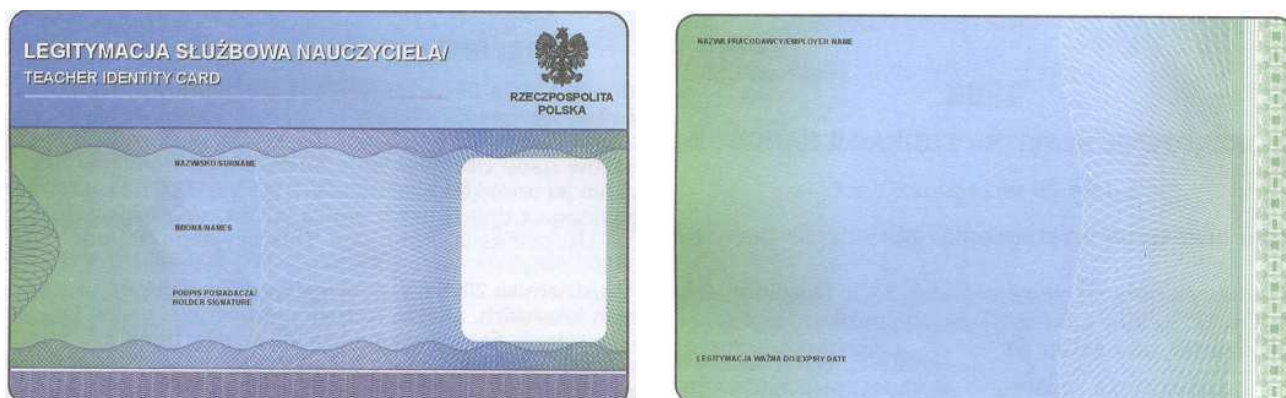 LEGITYMACJA SŁUŻBOWA NAUCZYCIELA/
TEACHER IDENTITY CARD
RZECZPOSPOLITA
POLSKA
NAZWISKO/SURNAME
IMIONA/NAMES
PODPIS POSIADACZA/
HOLDER SIGNATURE
NAZWA PRACODAWCY/EMPLOYER NAME
LEGITYMACJA WAŻNA DO/EXPIRY DATE